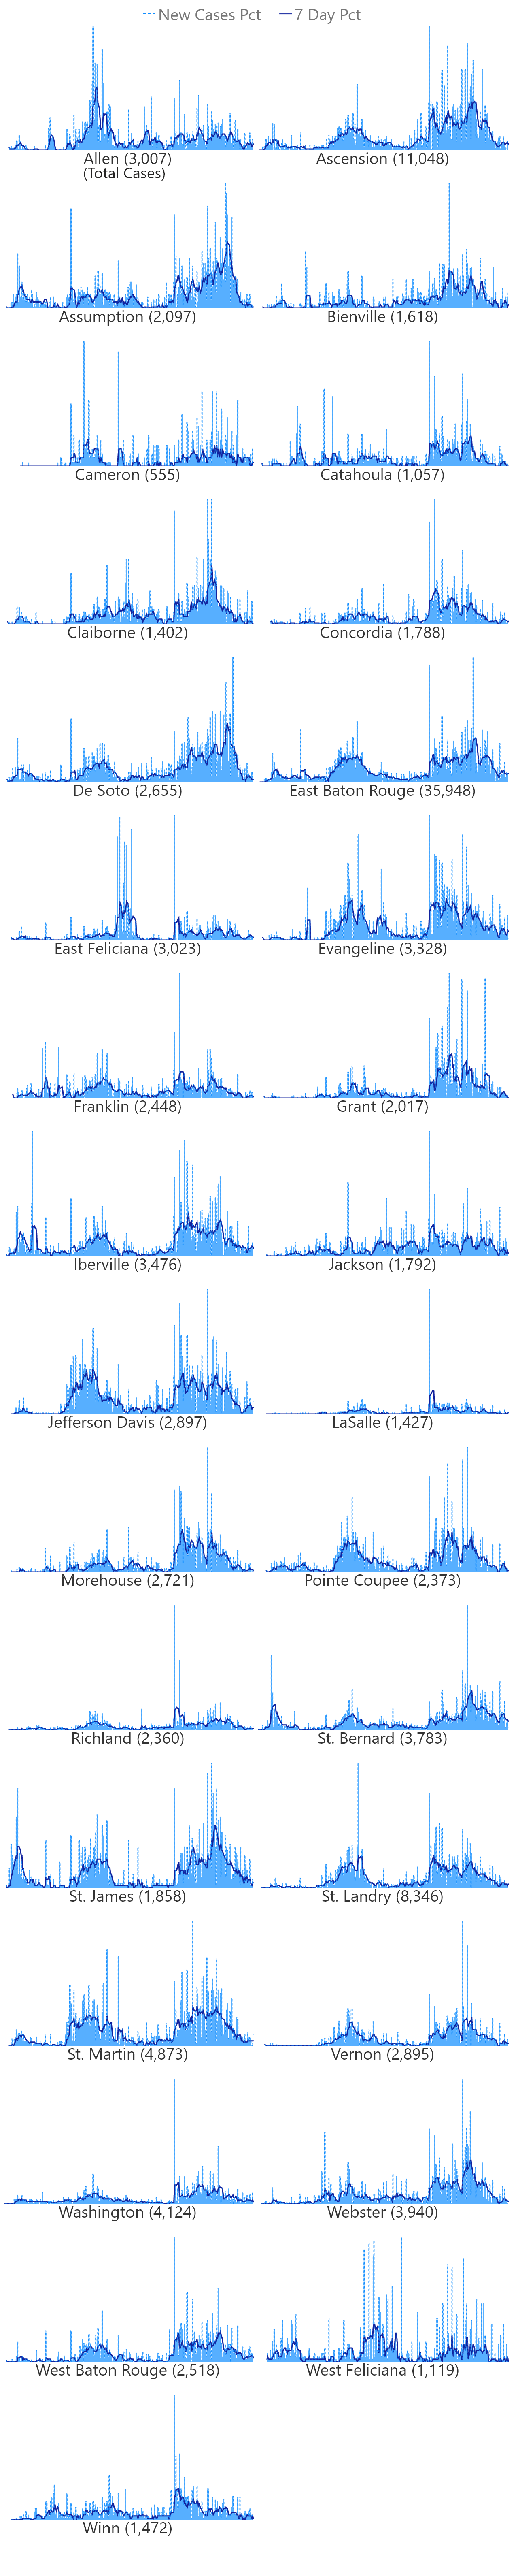 New Cases Pct 7 Day Pct
Allen (3,007) Ascension (11,048)
(Total Cases)
Assumption (2,097) Bienville (1,618)
Cameron (555) Catahoula (1,057)
Claiborne (1,402) Concordia (1,788)
De Soto (2,655) East Baton Rouge (35,948)
East Feliciana (3,023) Evangeline (3,328)
Franklin (2,448) Grant (2,017)
Iberville (3,476) Jackson (1,792)
Jefferson Davis (2,897) LaSalle (1,427)
Morehouse (2,721) Pointe Coupee (2,373)
Richland (2,360) St. Bernard (3,783)
St. James (1,858) St. Landry (8,346)
St. Martin (4,873) Vernon (2,895)
Washington (4,124) Webster (3,940)
West Baton Rouge (2,518) West Feliciana (1,119)
Winn (1,472)